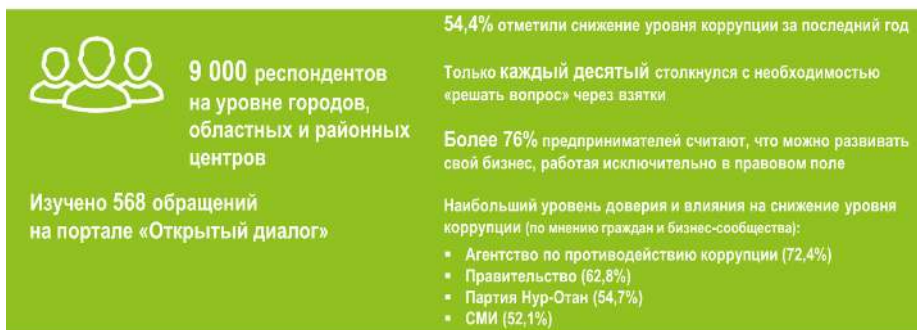 9 000 респондентов
на уровне городов,
областных и районных
центров
Изучено 568 обращений
на портале «Открытый диалог»
54,4% отметили снижение уровня коррупции за последний год
Только каждый десятый столкнулся с необходимостью
«решать вопрос» через взятки
Более 76% предпринимателей считают, что можно развивать
свой бизнес, работая исключительно в правовом поле
Наибольший уровень доверия и влияния на снижение уровня
коррупции (по мнению граждан и бизнес-сообщества):
▪ Агентство по противодействию коррупции (72,4%)
▪ Правительство (62,8%)
▪ Партия Нур-Отан (54,7%)
▪ СМИ (52,1%)